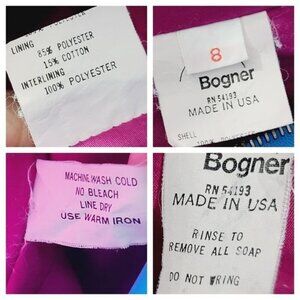 LINING
85% POLYESTER
15% COTTON
INTERLINING
100% POLYESTER
8
Bogner
RN 54193
MADE IN USA
SHELL
100% POLYESTER
MACHINE WASH COLD
NO BLEACH
LINE DRY
USE WARM IRON
Bogner
RN 54193
MADE IN USA
RINSE TO
REMOVE ALL SOAP
DO NOT WRING